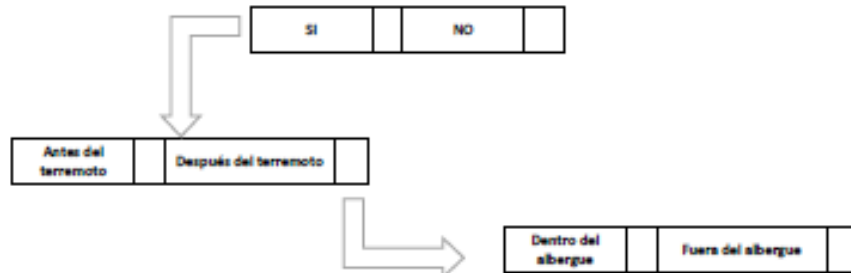 SI NO
Antes del
terremoto
Después del terremoto
Dentro del
albergue
Fuera del albergue